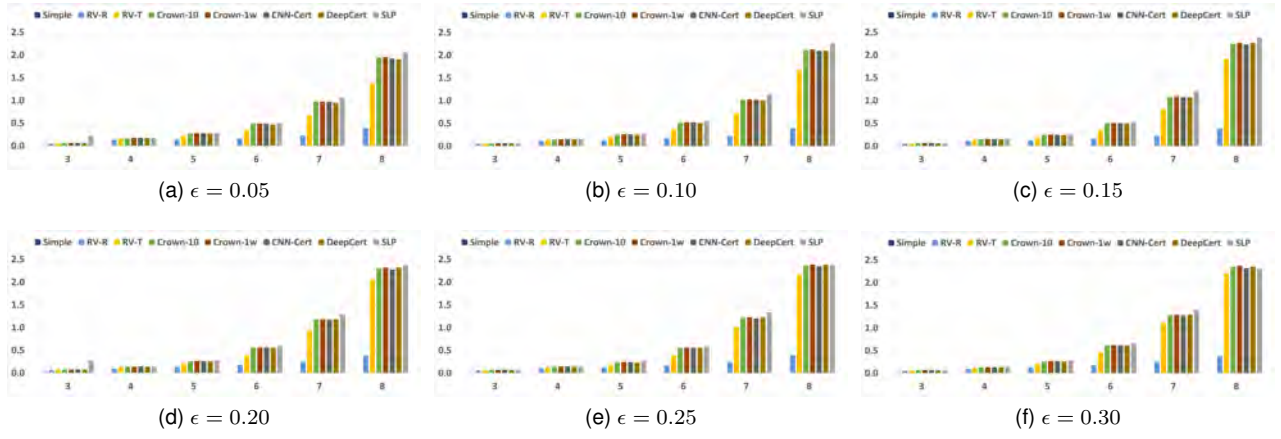 Simple RV-R RV-T Crown-10 Crown-1w CNN-Cert DeepCert SLP
2.5
2.0
1.5
1.0
0.5
0.0
3 4 5 6 7 8
(a) ϵ = 0.05
Simple RV-R RV-T Crown-10 Crown-1w CNN-Cert DeepCert SLP
2.5
2.0
1.5
1.0
0.5
0.0
3 4 5 6 7 8
(b) ϵ = 0.10
Simple RV-R RV-T Crown-10 Crown-1w CNN-Cert DeepCert SLP
2.5
2.0
1.5
1.0
0.5
0.0
3 4 5 6 7 8
(c) ϵ = 0.15
Simple RV-R RV-T Crown-10 Crown-1w CNN-Cert DeepCert SLP
2.5
2.0
1.5
1.0
0.5
0.0
3 4 5 6 7 8
(d) ϵ = 0.20
Simple RV-R RV-T Crown-10 Crown-1w CNN-Cert DeepCert SLP
2.5
2.0
1.5
1.0
0.5
0.0
3 4 5 6 7 8
(e) ϵ = 0.25
Simple RV-R RV-T Crown-10 Crown-1w CNN-Cert DeepCert SLP
2.5
2.0
1.5
1.0
0.5
0.0
3 4 5 6 7 8
(f) ϵ = 0.30